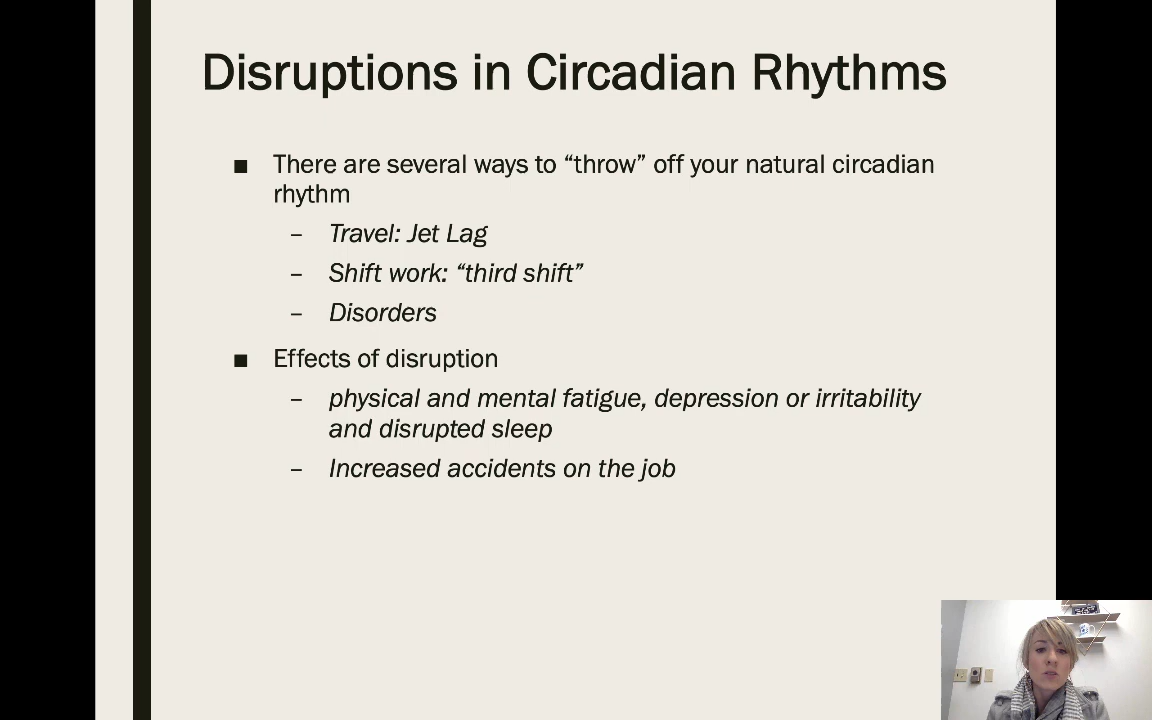 Disruptions in Circadian Rhythms
■ There are several ways to “throw” off your natural circadian
rhythm
– Travel: Jet Lag
– Shift work: “third shift”
– Disorders
■ Effects of disruption
– physical and mental fatigue, depression or irritability
and disrupted sleep
– Increased accidents on the job